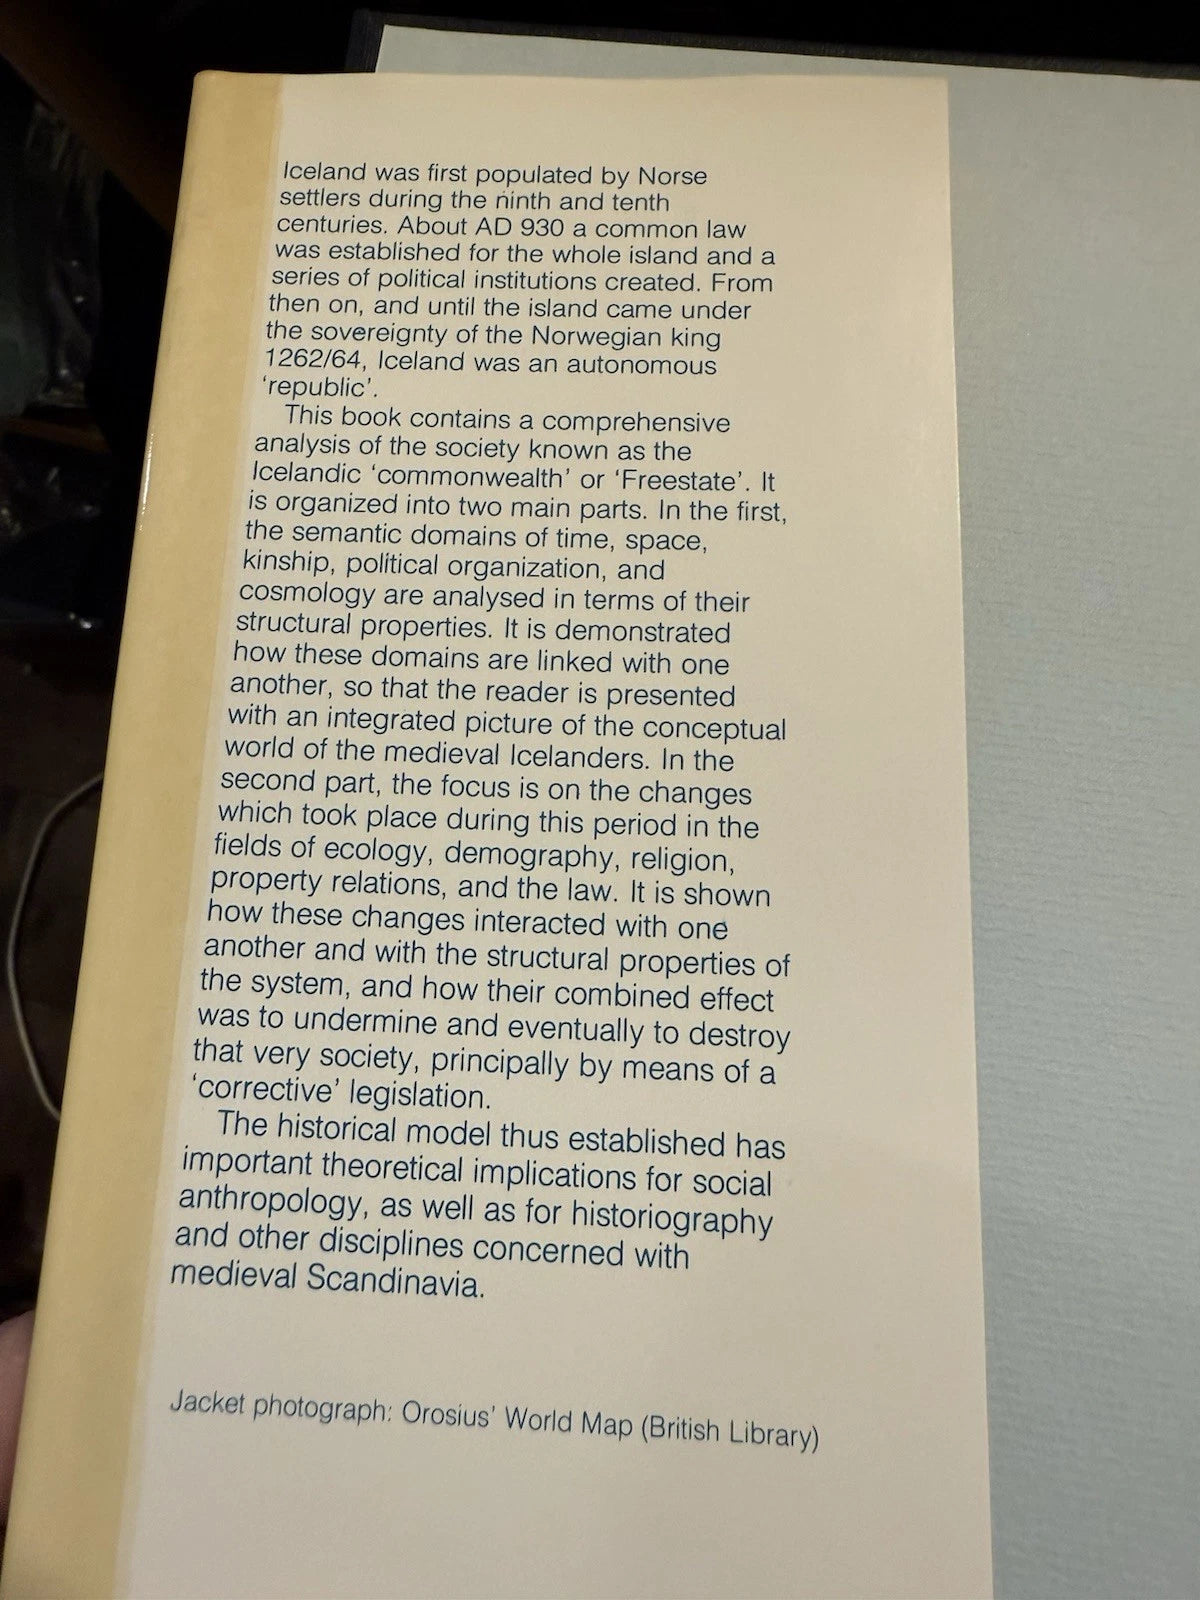 Iceland was first populated by Norse
settlers during the ninth and tenth
centuries. About AD 930 a common law
was established for the whole island and a
series of political institutions created. From
then on, and until the island came under
the sovereignty of the Norwegian king
1262/64, Iceland was an autonomous
‘republic’.
This book contains a comprehensive
analysis of the society known as the
Icelandic ‘commonwealth’ or ‘Freestate’. It
is organized into two main parts. In the first,
the semantic domains of time, space,
kinship, political organization, and
cosmology are analysed in terms of their
structural properties. It is demonstrated
how these domains are linked with one
another, so that the reader is presented
with an integrated picture of the conceptual
world of the medieval Icelanders. In the
second part, the focus is on the changes
which took place during this period in the
fields of ecology, demography, religion,
property relations, and the law. It is shown
how these changes interacted with one
another and with the structural properties of
the system, and how their combined effect
was to undermine and eventually to destroy
that very society, principally by means of a
‘corrective’ legislation.
The historical model thus established has
important theoretical implications for social
anthropology, as well as for historiography
and other disciplines concerned with
medieval Scandinavia.
Jacket photograph: Orosius’ World Map (British Library)